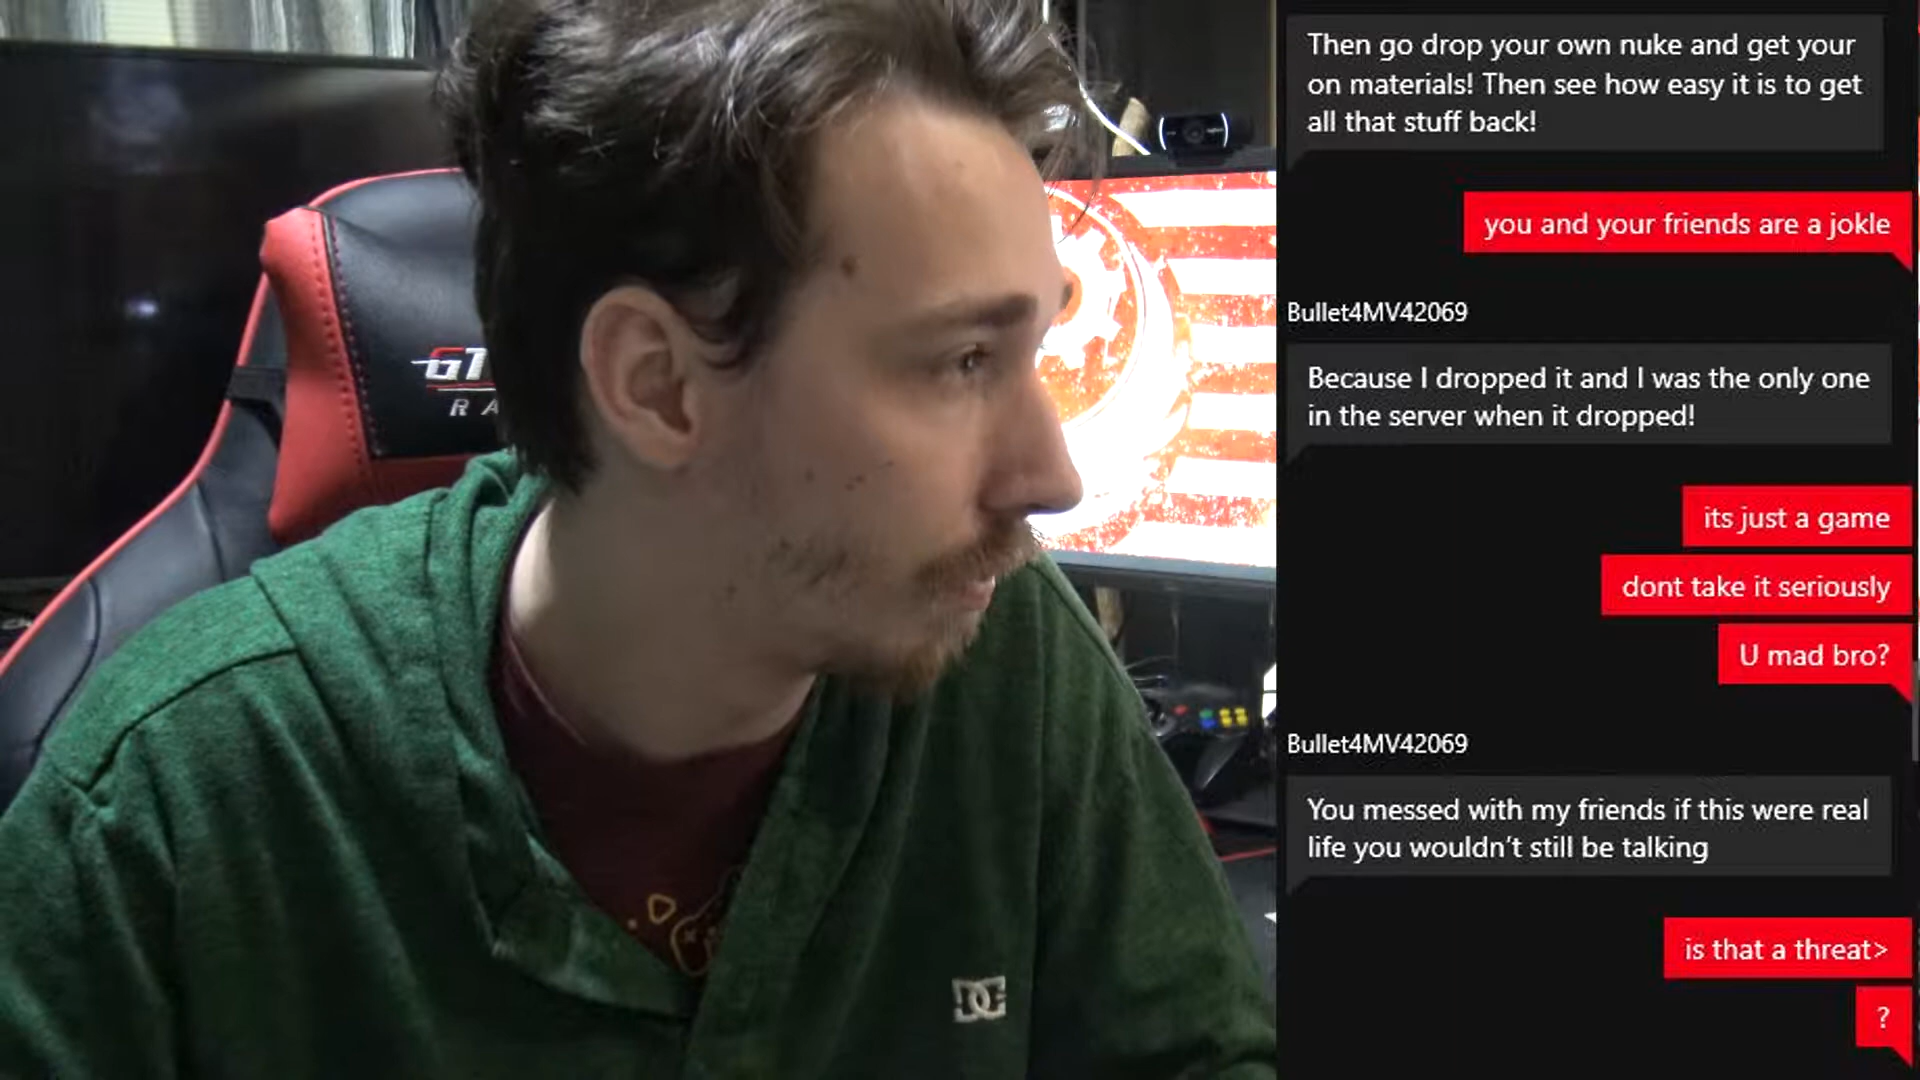 Then go drop your own nuke and get your
on materials! Then see how easy it is to get
all that stuff back!
you and your friends are a jokle
Bullet4MV42069
Because I dropped it and I was the only one
in the server when it dropped!
its just a game
dont take it seriously
U mad bro?
Bullet4MV42069
You messed with my friends if this were real
life you wouldn't still be talking
is that a threat>
?
GT
RA
DC